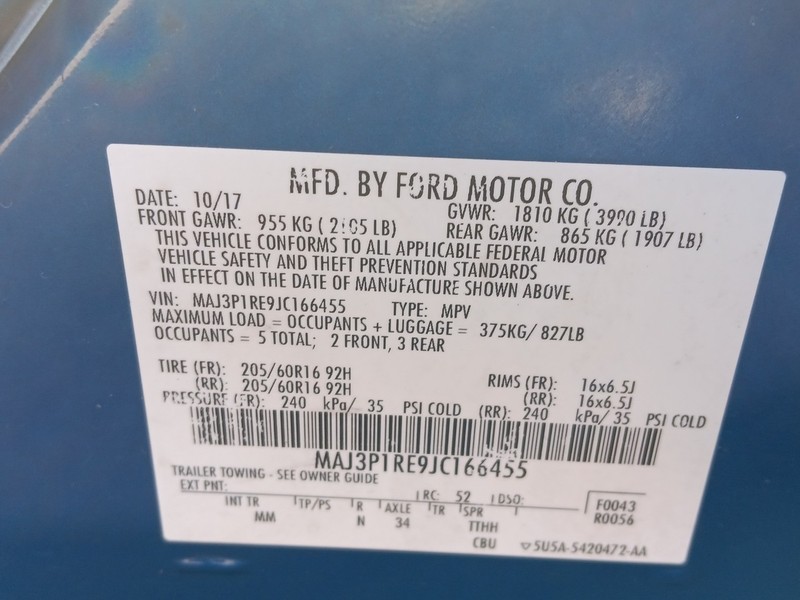 MFD. BY FORD MOTOR CO.
DATE: 10/17 GVWR: 1810 KG ( 3990 LB)
FRONT GAWR: 955 KG ( 2105 LB) REAR GAWR: 865 KG ( 1907 LB)
THIS VEHICLE CONFORMS TO ALL APPLICABLE FEDERAL MOTOR
VEHICLE SAFETY AND THEFT PREVENTION STANDARDS
IN EFFECT ON THE DATE OF MANUFACTURE SHOWN ABOVE.
VIN: MAJ3P1RE9JC166455 TYPE: MPV
MAXIMUM LOAD = OCCUPANTS + LUGGAGE = 375KG/ 827LB
OCCUPANTS = 5 TOTAL; 2 FRONT, 3 REAR
TIRE (FR): 205/60R16 92H RIMS (FR): 16x6.5J
(RR): 205/60R16 92H (RR): 16x6.5J
PRESSURE (FR): 240 kPa/ 35 PSI COLD (RR): 240 kPa/ 35 PSI COLD
MAJ3P1RE9JC166455
TRAILER TOWING - SEE OWNER GUIDE
EXT PNT: RC: 52 DSO: F0043
INT TR TP/PS R AXLE TR SPR R0056
MM N 34 TTHH
CBU 5U5A-5420472-AA